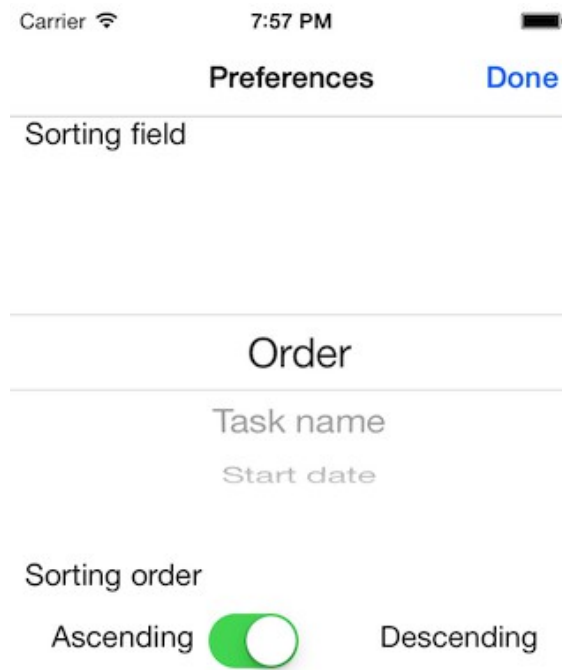 Carrier 7:57 PM
Preferences Done
Sorting field
Order
Task name
Start date
Sorting order
Ascending Descending